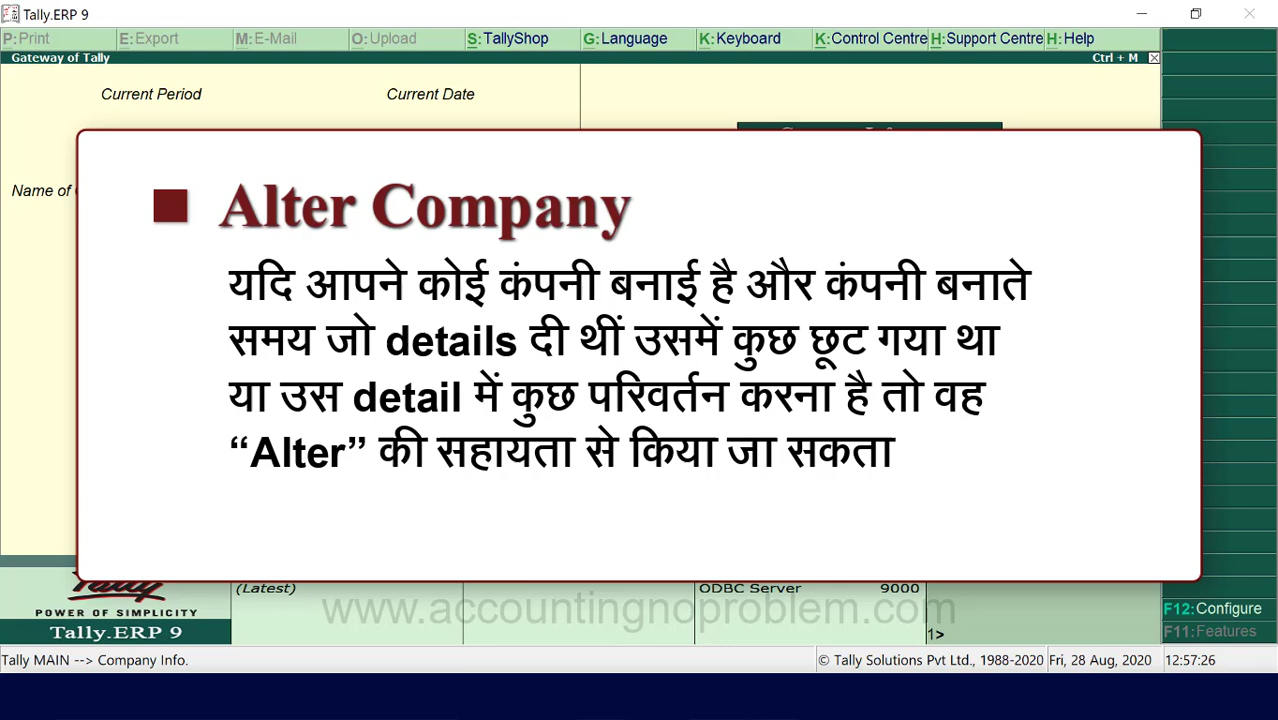 Tally.ERP 9
P: Print E: Export M: E-Mail O: Upload S: TallyShop G: Language K: Keyboard K: Control Centre H: Support Centre H: Help
Gateway of Tally Ctrl + M
Current Period Current Date
Name of
Alter Company
यदि आपने कोई कंपनी बनाई है और कंपनी बनाते
समय जो details दी थीं उसमें कुछ छूट गया था
या उस detail में कुछ परिवर्तन करना है तो वह
“Alter” की सहायता से किया जा सकता
Tally
POWER OF SIMPLICITY
Tally.ERP 9
(Latest) ODBC Server 9000
www.accountingnoproblem.com
1>
F12: Configure
F11: Features
Tally MAIN --> Company Info. © Tally Solutions Pvt Ltd., 1988-2020 Fri, 28 Aug, 2020 12:57:26